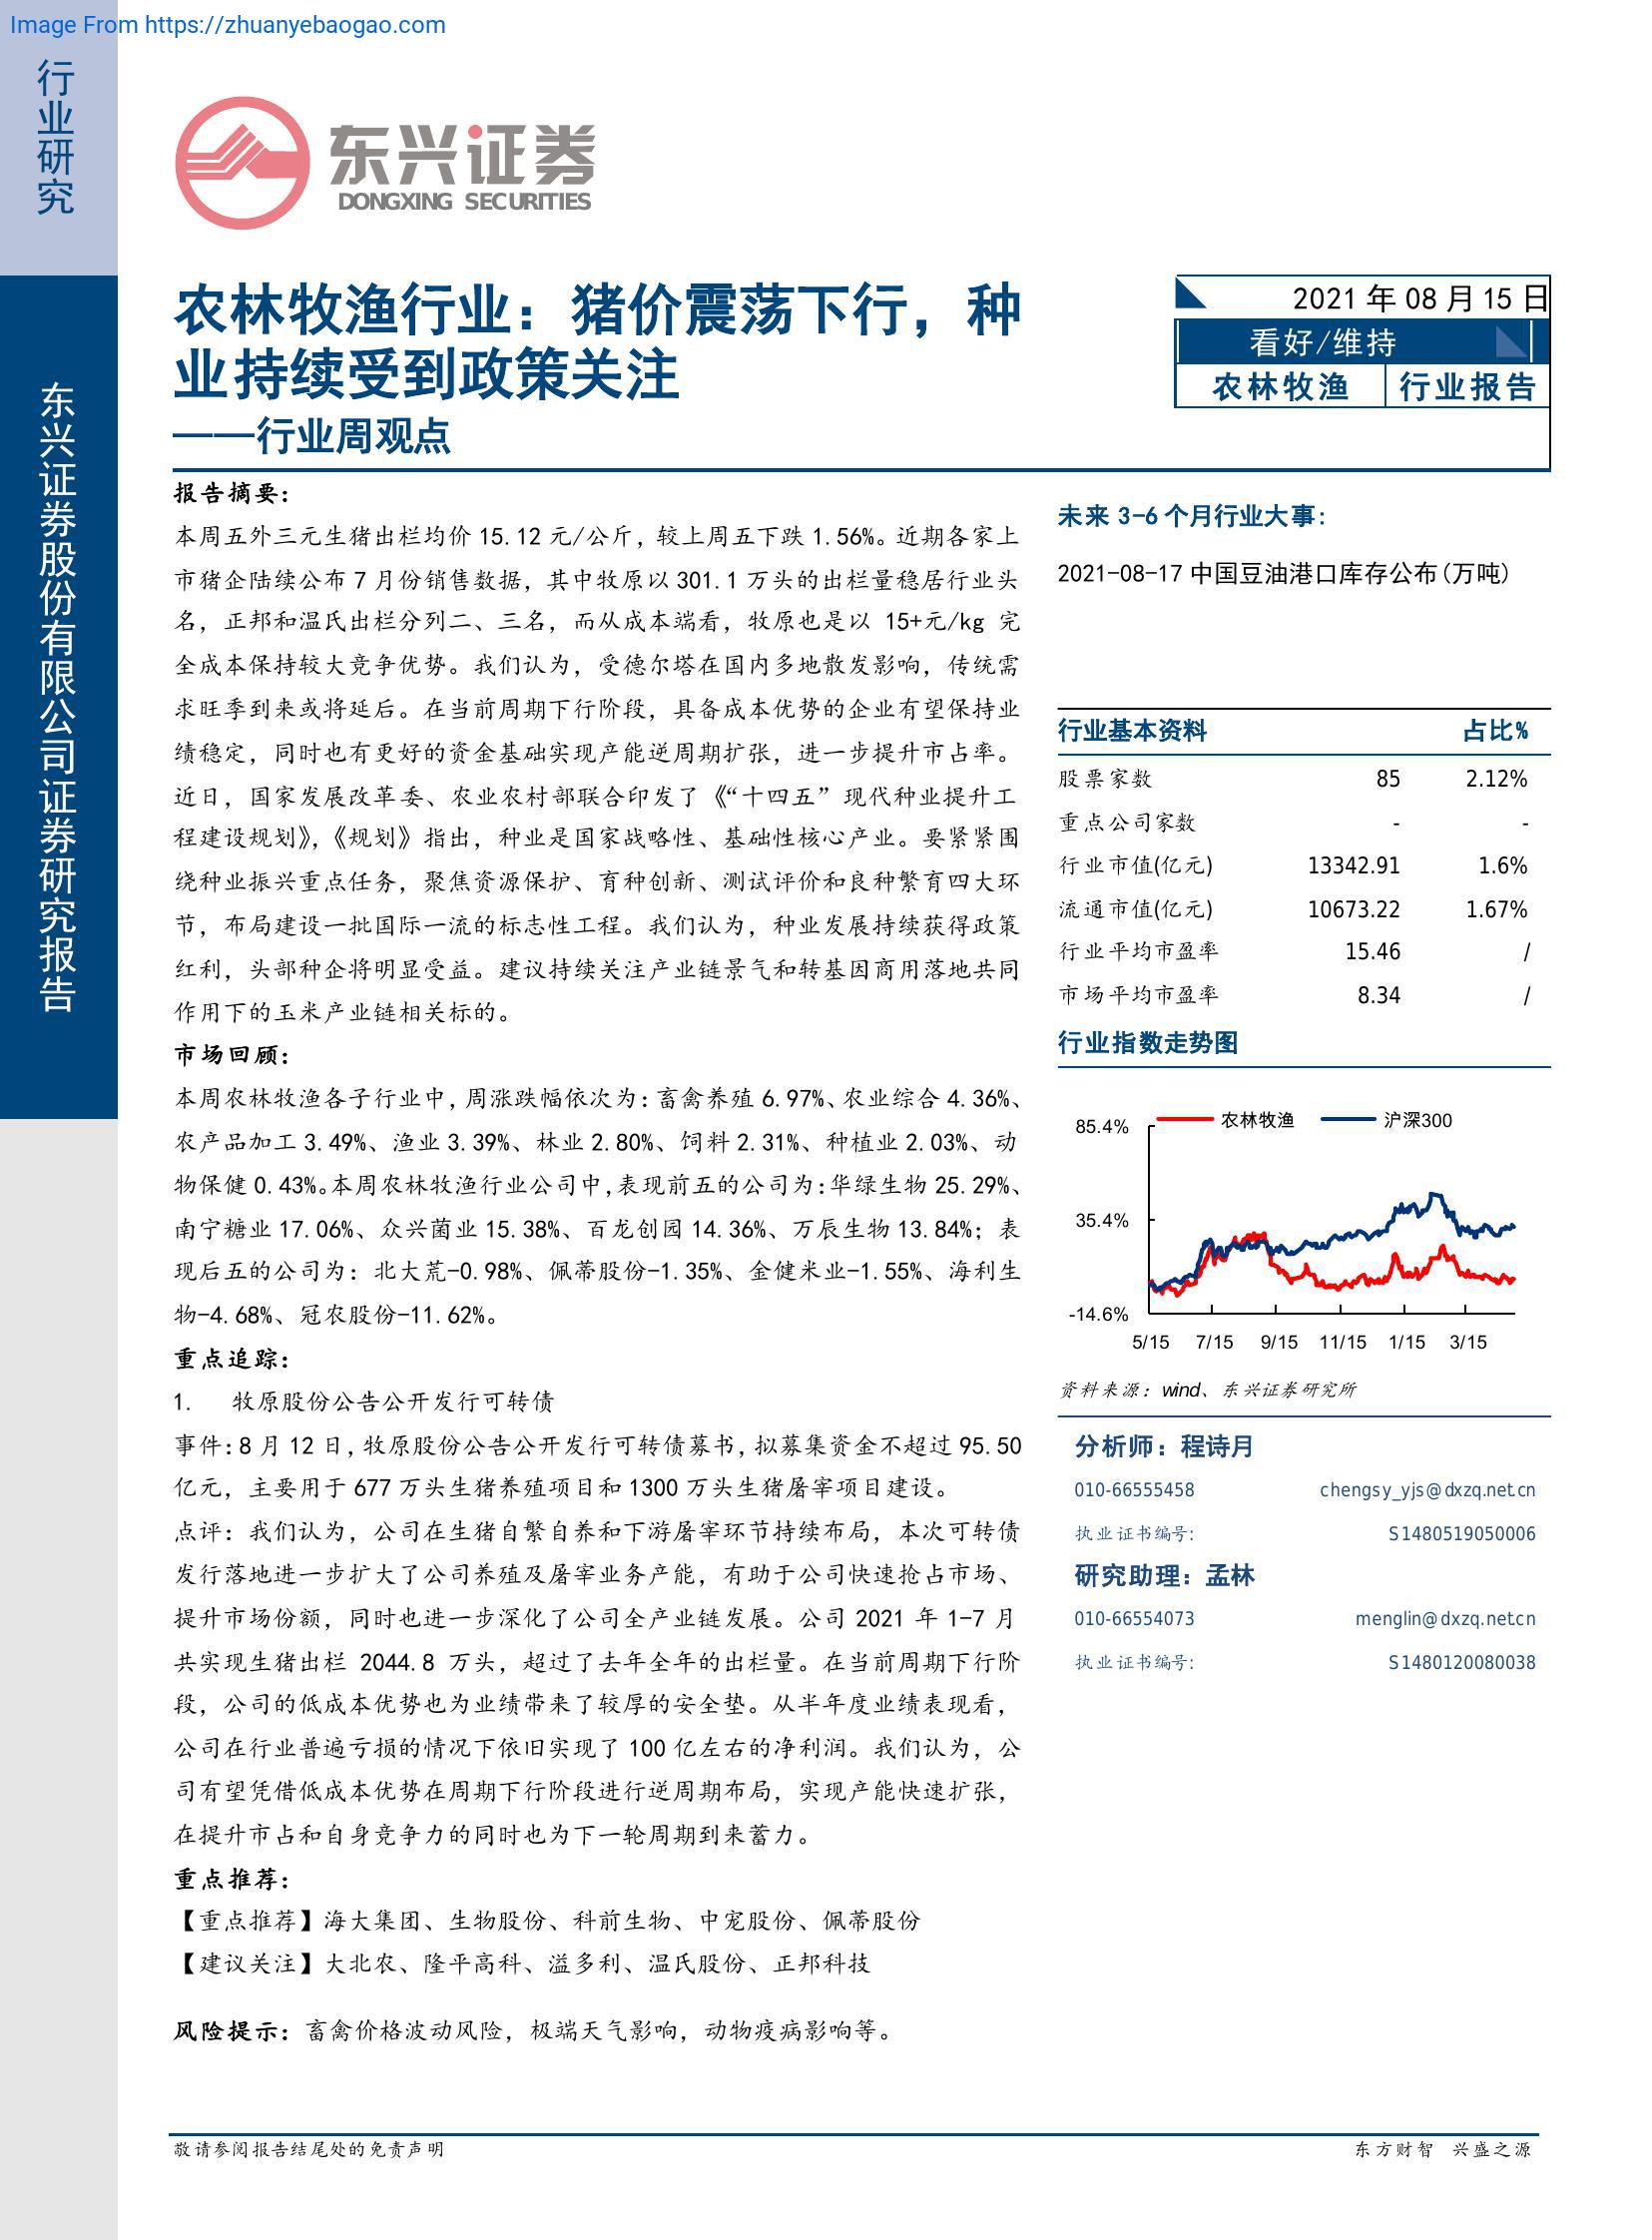 Image From https://zhuanyebaogao.com
行业研究
东兴证券股份有限公司证券研究报告
东兴证券
DONGXING SECURITIES
农林牧渔行业：猪价震荡下行，种
业持续受到政策关注
——行业周观点
2021 年 08 月 15 日
看好/维持
农林牧渔 行业报告
报告摘要：
本周五外三元生猪出栏均价 15.12 元/公斤，较上周五下跌 1.56%。近期各家上
市猪企陆续公布 7 月份销售数据，其中牧原以 301.1 万头的出栏量稳居行业头
名，正邦和温氏出栏分列二、三名，而从成本端看，牧原也是以 15+元/kg 完
全成本保持较大竞争优势。我们认为，受德尔塔在国内多地散发影响，传统需
求旺季到来或将延后。在当前周期下行阶段，具备成本优势的企业有望保持业
绩稳定，同时也有更好的资金基础实现产能逆周期扩张，进一步提升市占率。
近日，国家发展改革委、农业农村部联合印发了《“十四五”现代种业提升工
程建设规划》，《规划》指出，种业是国家战略性、基础性核心产业。要紧紧围
绕种业振兴重点任务，聚焦资源保护、育种创新、测试评价和良种繁育四大环
节，布局建设一批国际一流的标志性工程。我们认为，种业发展持续获得政策
红利，头部种企将明显受益。建议持续关注产业链景气和转基因商用落地共同
作用下的玉米产业链相关标的。
市场回顾：
本周农林牧渔各子行业中，周涨跌幅依次为：畜禽养殖 6.97%、农业综合 4.36%、
农产品加工 3.49%、渔业 3.39%、林业 2.80%、饲料 2.31%、种植业 2.03%、动
物保健 0.43%。本周农林牧渔行业公司中，表现前五的公司为：华绿生物 25.29%、
南宁糖业 17.06%、众兴菌业 15.38%、百龙创园 14.36%、万辰生物 13.84%；表
现后五的公司为：北大荒-0.98%、佩蒂股份-1.35%、金健米业-1.55%、海利生
物-4.68%、冠农股份-11.62%。
重点追踪：
1. 牧原股份公告公开发行可转债
事件：8 月 12 日，牧原股份公告公开发行可转债募书，拟募集资金不超过 95.50
亿元，主要用于 677 万头生猪养殖项目和 1300 万头生猪屠宰项目建设。
点评：我们认为，公司在生猪自繁自养和下游屠宰环节持续布局，本次可转债
发行落地进一步扩大了公司养殖及屠宰业务产能，有助于公司快速抢占市场、
提升市场份额，同时也进一步深化了公司全产业链发展。公司 2021 年 1-7 月
共实现生猪出栏 2044.8 万头，超过了去年全年的出栏量。在当前周期下行阶
段，公司的低成本优势也为业绩带来了较厚的安全垫。从半年度业绩表现看，
公司在行业普遍亏损的情况下依旧实现了 100 亿左右的净利润。我们认为，公
司有望凭借低成本优势在周期下行阶段进行逆周期布局，实现产能快速扩张，
在提升市占和自身竞争力的同时也为下一轮周期到来蓄力。
重点推荐：
【重点推荐】海大集团、生物股份、科前生物、中宠股份、佩蒂股份
【建议关注】大北农、隆平高科、溢多利、温氏股份、正邦科技
风险提示：畜禽价格波动风险，极端天气影响，动物疫病影响等。
未来 3-6 个月行业大事：
2021-08-17 中国豆油港口库存公布(万吨)
行业基本资料 占比%
股票家数 85 2.12%
重点公司家数 - -
行业市值(亿元) 13342.91 1.6%
流通市值(亿元) 10673.22 1.67%
行业平均市盈率 15.46 /
市场平均市盈率 8.34 /
行业指数走势图
农林牧渔 沪深300
85.4%
35.4%
-14.6%
5/15 7/15 9/15 11/15 1/15 3/15
资料来源：wind、东兴证券研究所
分析师：程诗月
010-66555458 chengsy_yjs@dxzq.net.cn
执业证书编号: S1480519050006
研究助理：孟林
010-66554073 menglin@dxzq.net.cn
执业证书编号: S1480120080038
敬请参阅报告结尾处的免责声明 东方财智 兴盛之源